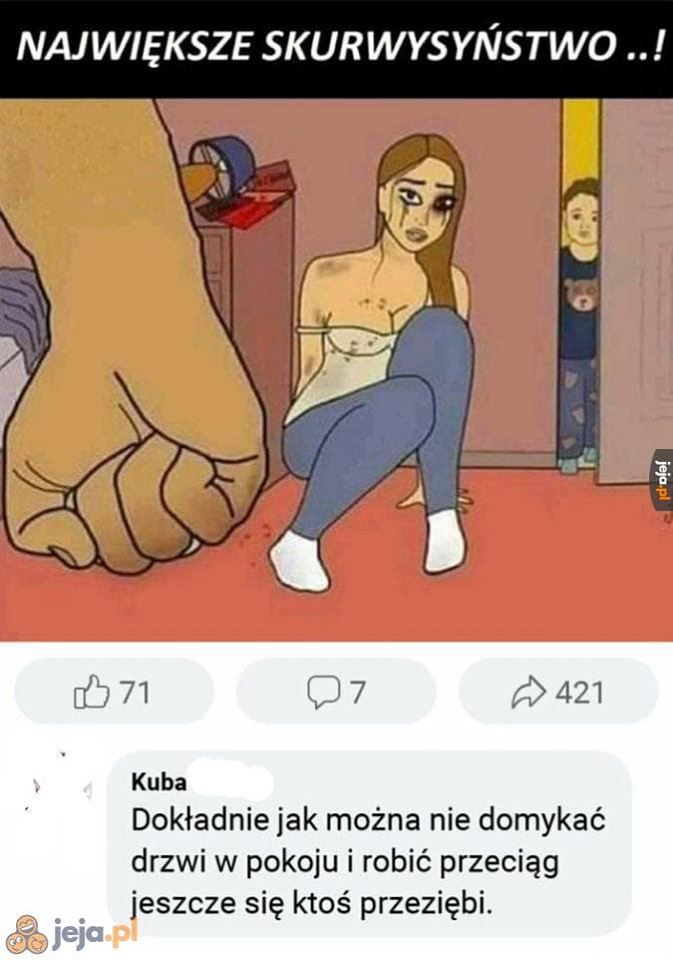 NAJWIĘKSZE SKURWYSYŃSTWO ..!
jeja.pl
71
7
421
Kuba
Dokładnie jak można nie domykać
drzwi w pokoju i robić przeciąg
jeszcze się ktoś przeziębi.
jeja.pl